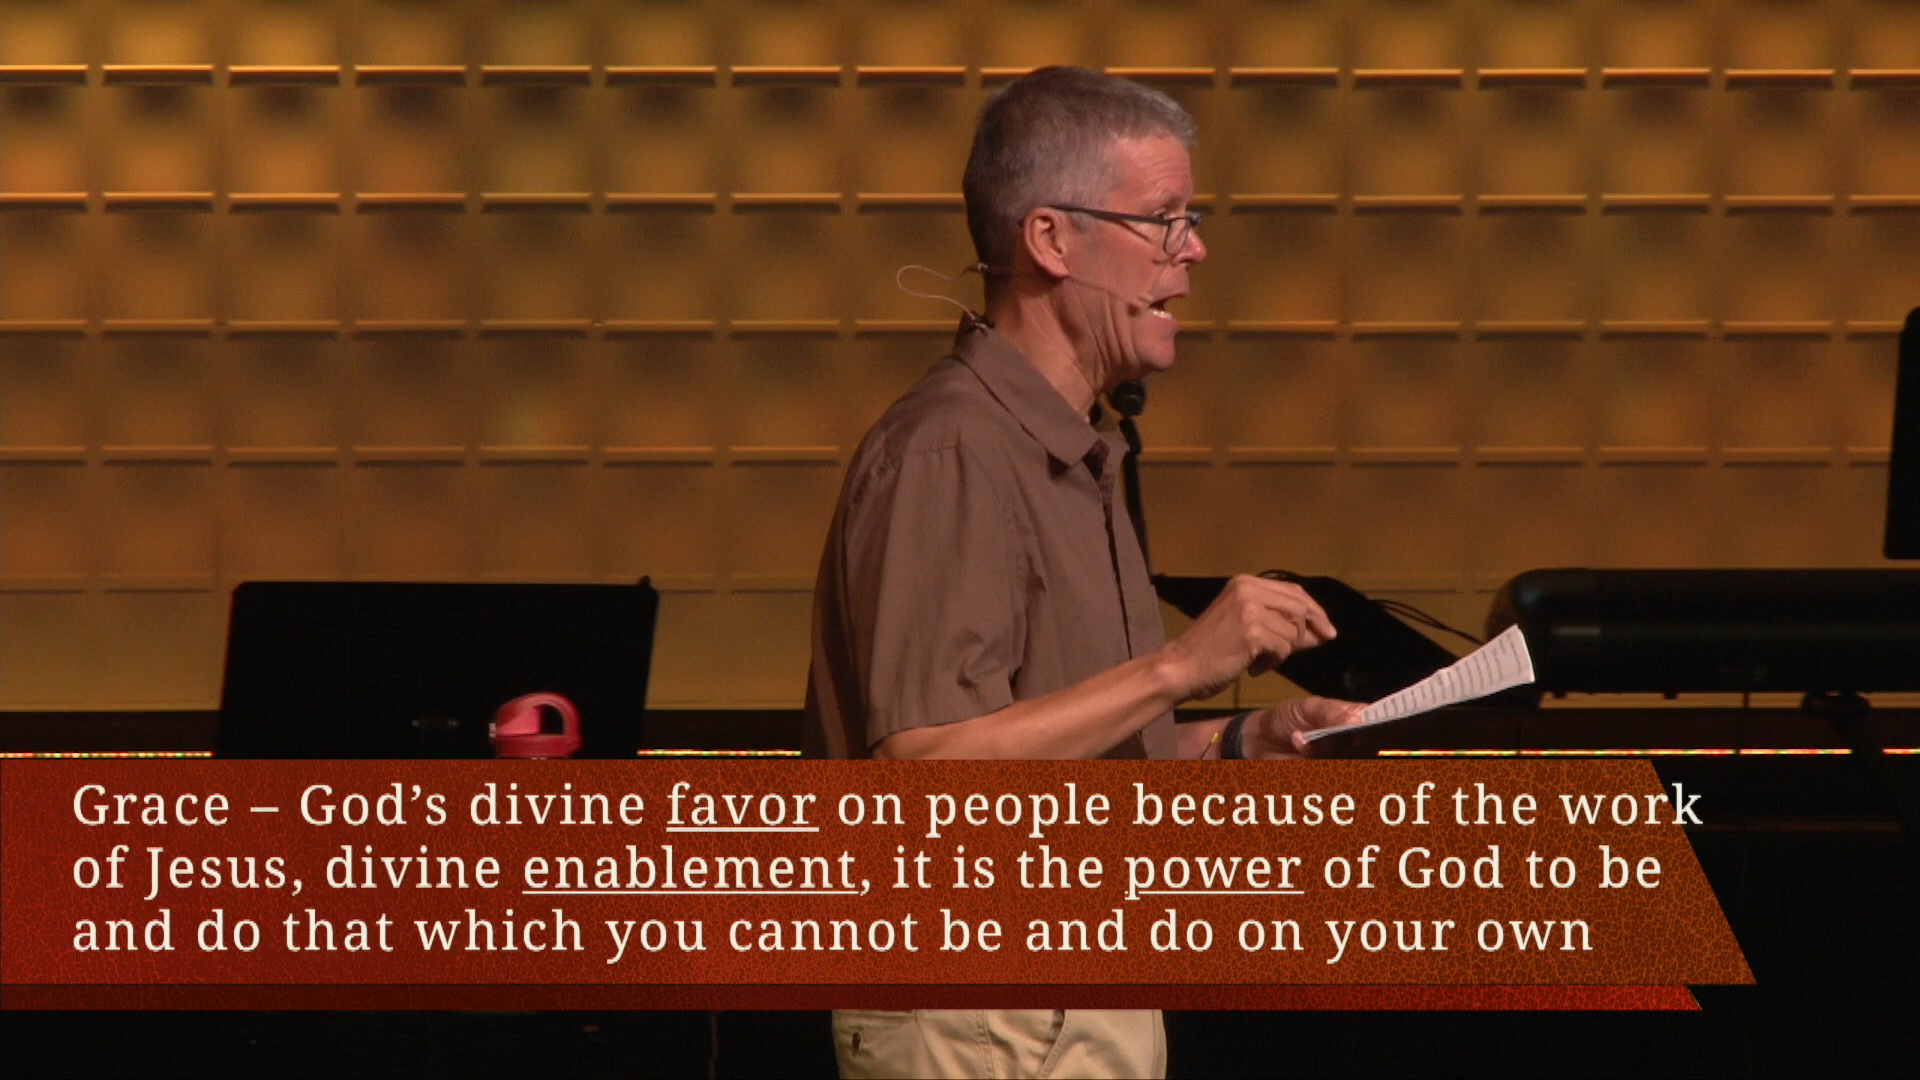 Grace – God’s divine favor on people because of the work
of Jesus, divine enablement, it is the power of God to be
and do that which you cannot be and do on your own